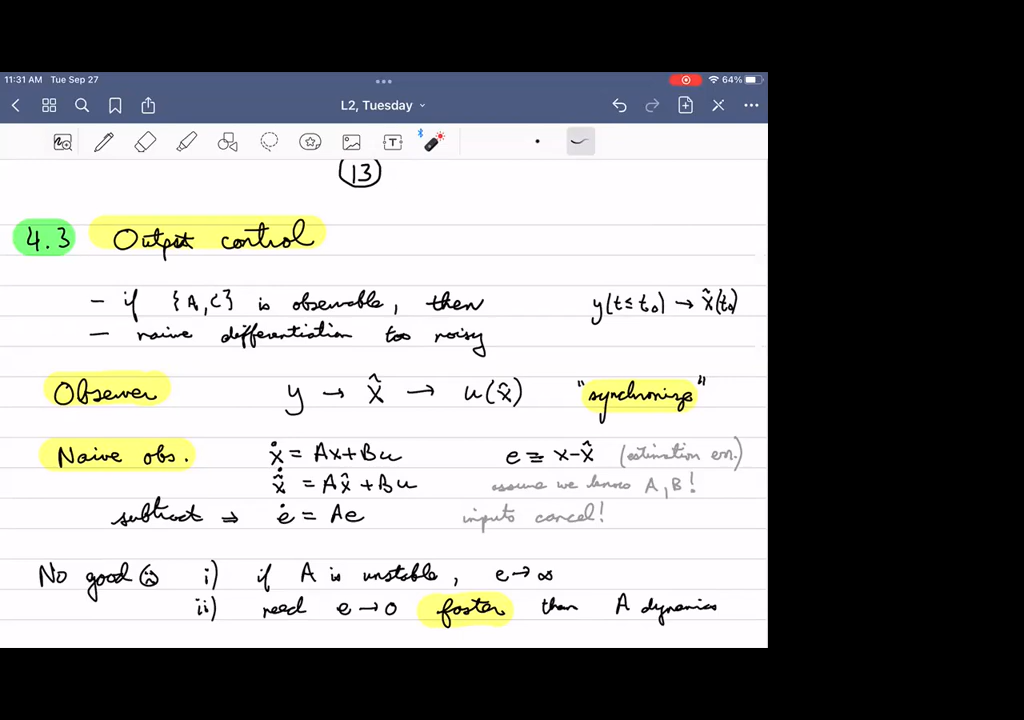 11:31 AM Tue Sep 27
64%
L2, Tuesday
13
4.3 Output control
– if {A, C} is observable, then y(t ≤ t₀) → x̂(t₀)
– naive differentiation too noisy
Observer y → x̂ → u(x̂) "synchronize"
Naive obs. ẋ = Ax + Bu e ≡ x - x̂ (estimation err.)
x̂̇ = Ax̂ + Bu assume we know A, B!
subtract ⇒ ė = Ae inputs cancel!
No good ☹ i) if A is unstable, e → ∞
ii) need e → 0 faster than A dynamics